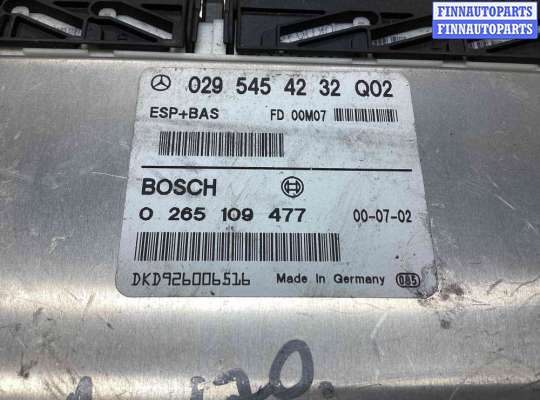 FINNAUTOPARTS
FINNAUTOPARTS
029 545 42 32 Q02
ESP+BAS FD 00M07
BOSCH
0 265 109 477 00-07-02
DKD926006516 Made in Germany 085